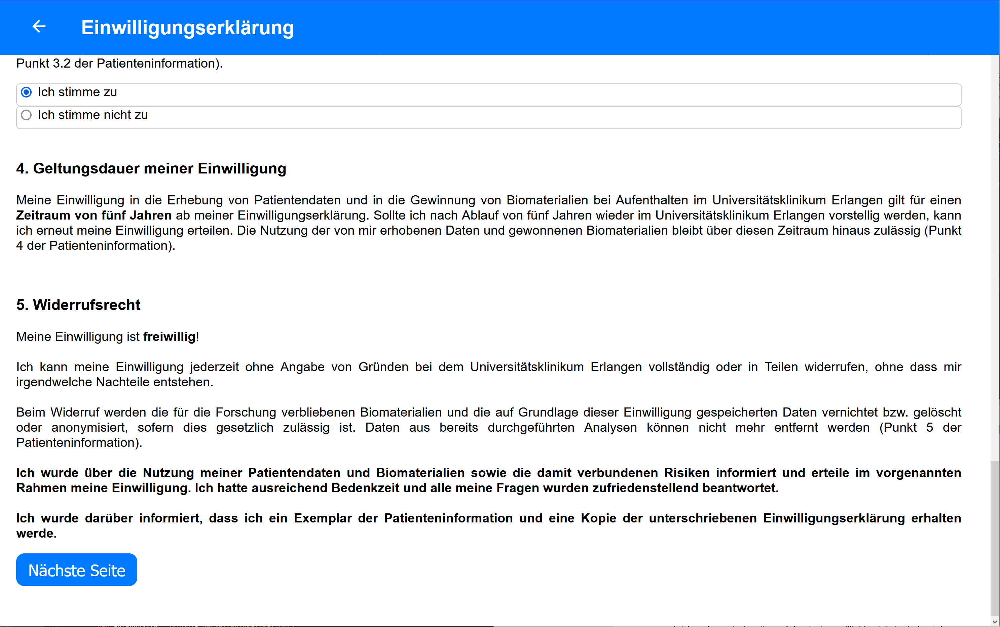 Einwilligungserklärung
Punkt 3.2 der Patienteninformation).
Ich stimme zu
Ich stimme nicht zu
4. Geltungsdauer meiner Einwilligung
Meine Einwilligung in die Erhebung von Patientendaten und in die Gewinnung von Biomaterialien bei Aufenthalten im Universitätsklinikum Erlangen gilt für einen
Zeitraum von fünf Jahren ab meiner Einwilligungserklärung. Sollte ich nach Ablauf von fünf Jahren wieder im Universitätsklinikum Erlangen vorstellig werden, kann
ich erneut meine Einwilligung erteilen. Die Nutzung der von mir erhobenen Daten und gewonnenen Biomaterialien bleibt über diesen Zeitraum hinaus zulässig (Punkt
4 der Patienteninformation).
5. Widerrufsrecht
Meine Einwilligung ist freiwillig!
Ich kann meine Einwilligung jederzeit ohne Angabe von Gründen bei dem Universitätsklinikum Erlangen vollständig oder in Teilen widerrufen, ohne dass mir
irgendwelche Nachteile entstehen.
Beim Widerruf werden die für die Forschung verbliebenen Biomaterialien und die auf Grundlage dieser Einwilligung gespeicherten Daten vernichtet bzw. gelöscht
oder anonymisiert, sofern dies gesetzlich zulässig ist. Daten aus bereits durchgeführten Analysen können nicht mehr entfernt werden (Punkt 5 der
Patienteninformation).
Ich wurde über die Nutzung meiner Patientendaten und Biomaterialien sowie die damit verbundenen Risiken informiert und erteile im vorgenannten
Rahmen meine Einwilligung. Ich hatte ausreichend Bedenkzeit und alle meine Fragen wurden zufriedenstellend beantwortet.
Ich wurde darüber informiert, dass ich ein Exemplar der Patienteninformation und eine Kopie der unterschriebenen Einwilligungserklärung erhalten
werde.
Nächste Seite